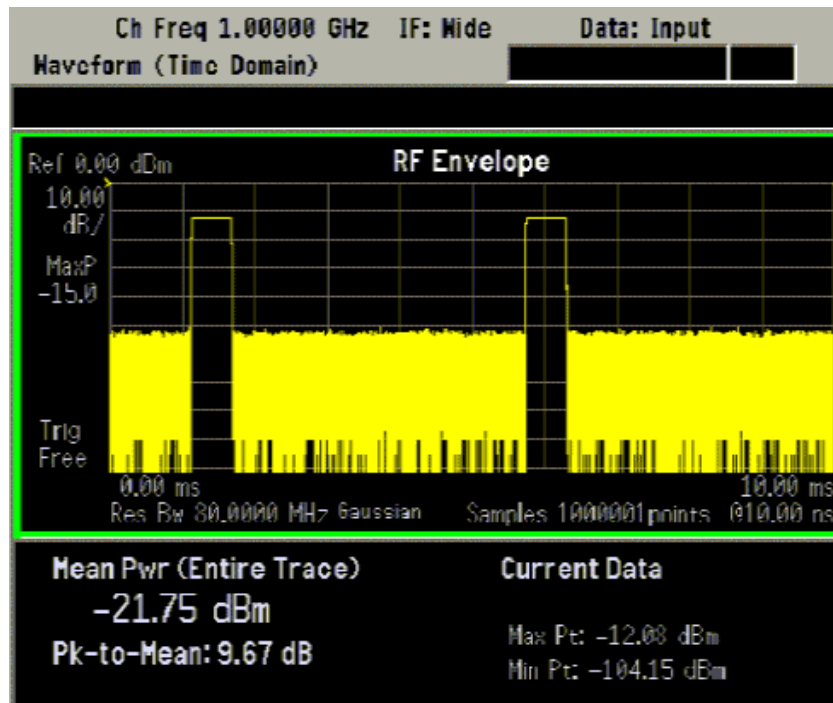 Ch Freq 1.00000 GHz IF: Wide Data: Input
Waveform (Time Domain)
Ref 0.00 dBm RF Envelope
10.00
dB/
MaxP
-15.0
Trig
Free
0.00 ms 10.00 ms
Res Bw 80.0000 MHz Gaussian Samples 1000001 points @10.00 ns
Mean Pwr (Entire Trace) Current Data
-21.75 dBm
Max Pt: -12.08 dBm
Pk-to-Mean: 9.67 dB
Min Pt: -104.15 dBm